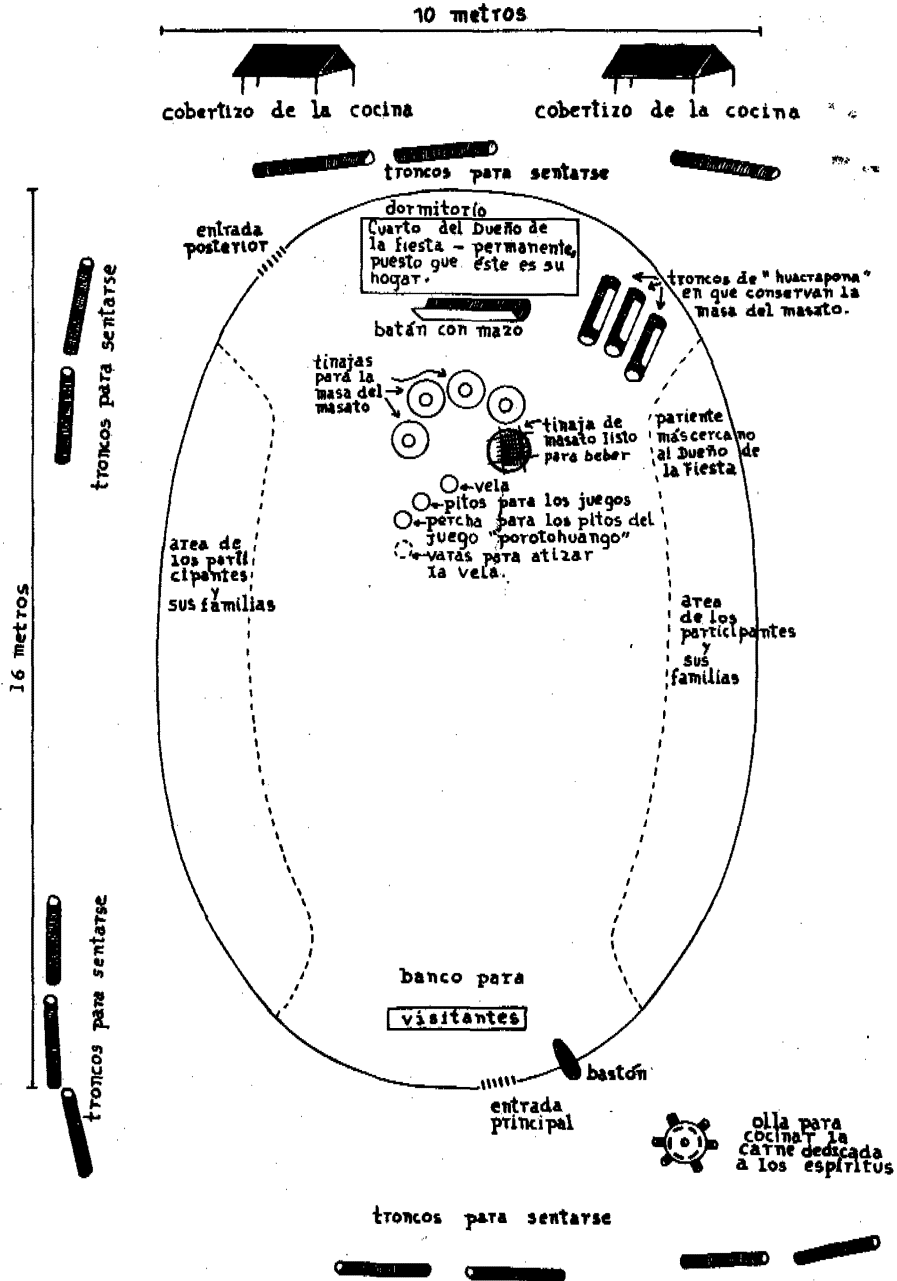 10 metros
cobertizo de la cocina
cobertizo de la cocina
troncos para sentarse
dormitorio
entrada
posterior
Cuarto del Dueño de
la fiesta - permanente,
puesto que éste es su
hogar.
troncos de "huacrapona"
en que conservan la
masa del masato.
batán con mazo
troncos para sentarse
tinajas
para la
masa del
masato
tinaja de
masato listo
para beber
pariente
más cercano
al Dueño de
la Fiesta
vela
pitos para los juegos
percha para los pitos del
juego "porotohuango"
varas para atizar
la vela.
área de
los parti
cipantes
y
sus familias
área
de los
participantes
y
sus
familias
16 metros
troncos para sentarse
banco para
visitantes
bastón
entrada
principal
olla para
cocinar la
carne dedicada
a los espíritus
troncos para sentarse